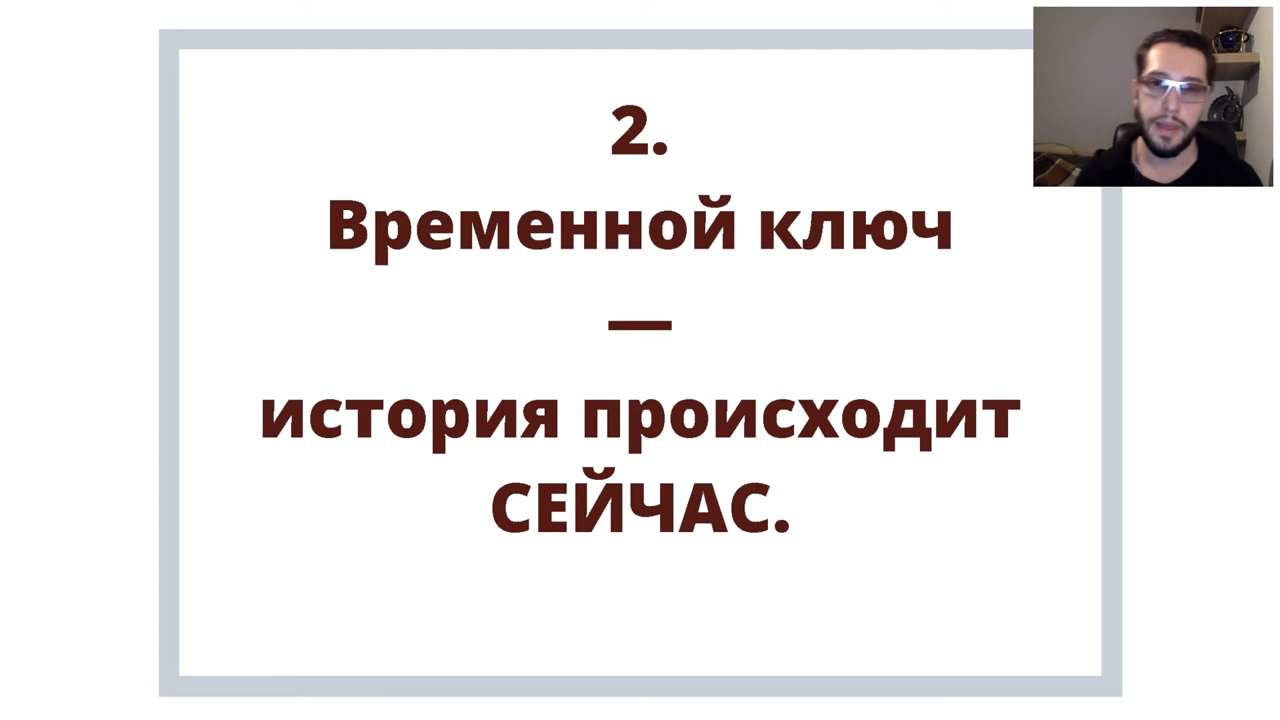 2.
Временной ключ
—
история происходит
СЕЙЧАС.